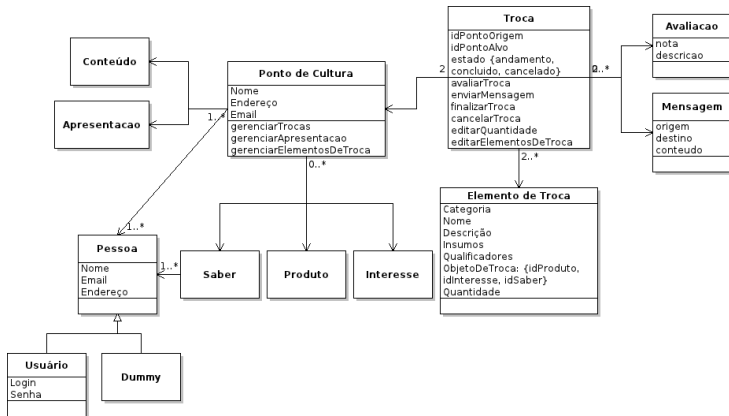 Troca
idPontoOrigem
idPontoAlvo
estado {andamento,
concluido, cancelado}
avaliarTroca
enviarMensagem
finalizarTroca
cancelarTroca
editarQuantidade
editarElementosDeTroca
Avaliacao
nota
descricao
Conteúdo
Ponto de Cultura
Nome
Endereço
Email
gerenciarTrocas
gerenciarApresentacao
gerenciarElementosDeTroca
2
2
0..*
Mensagem
origem
destino
conteudo
Apresentacao
1..*
0..*
2..*
Elemento de Troca
Categoria
Nome
Descrição
Insumos
Qualificadores
ObjetoDeTroca: {idProduto,
idInteresse, idSaber}
Quantidade
1..*
Pessoa
Nome
Email
Endereço
1..*
Saber
Produto
Interesse
Usuário
Login
Senha
Dummy